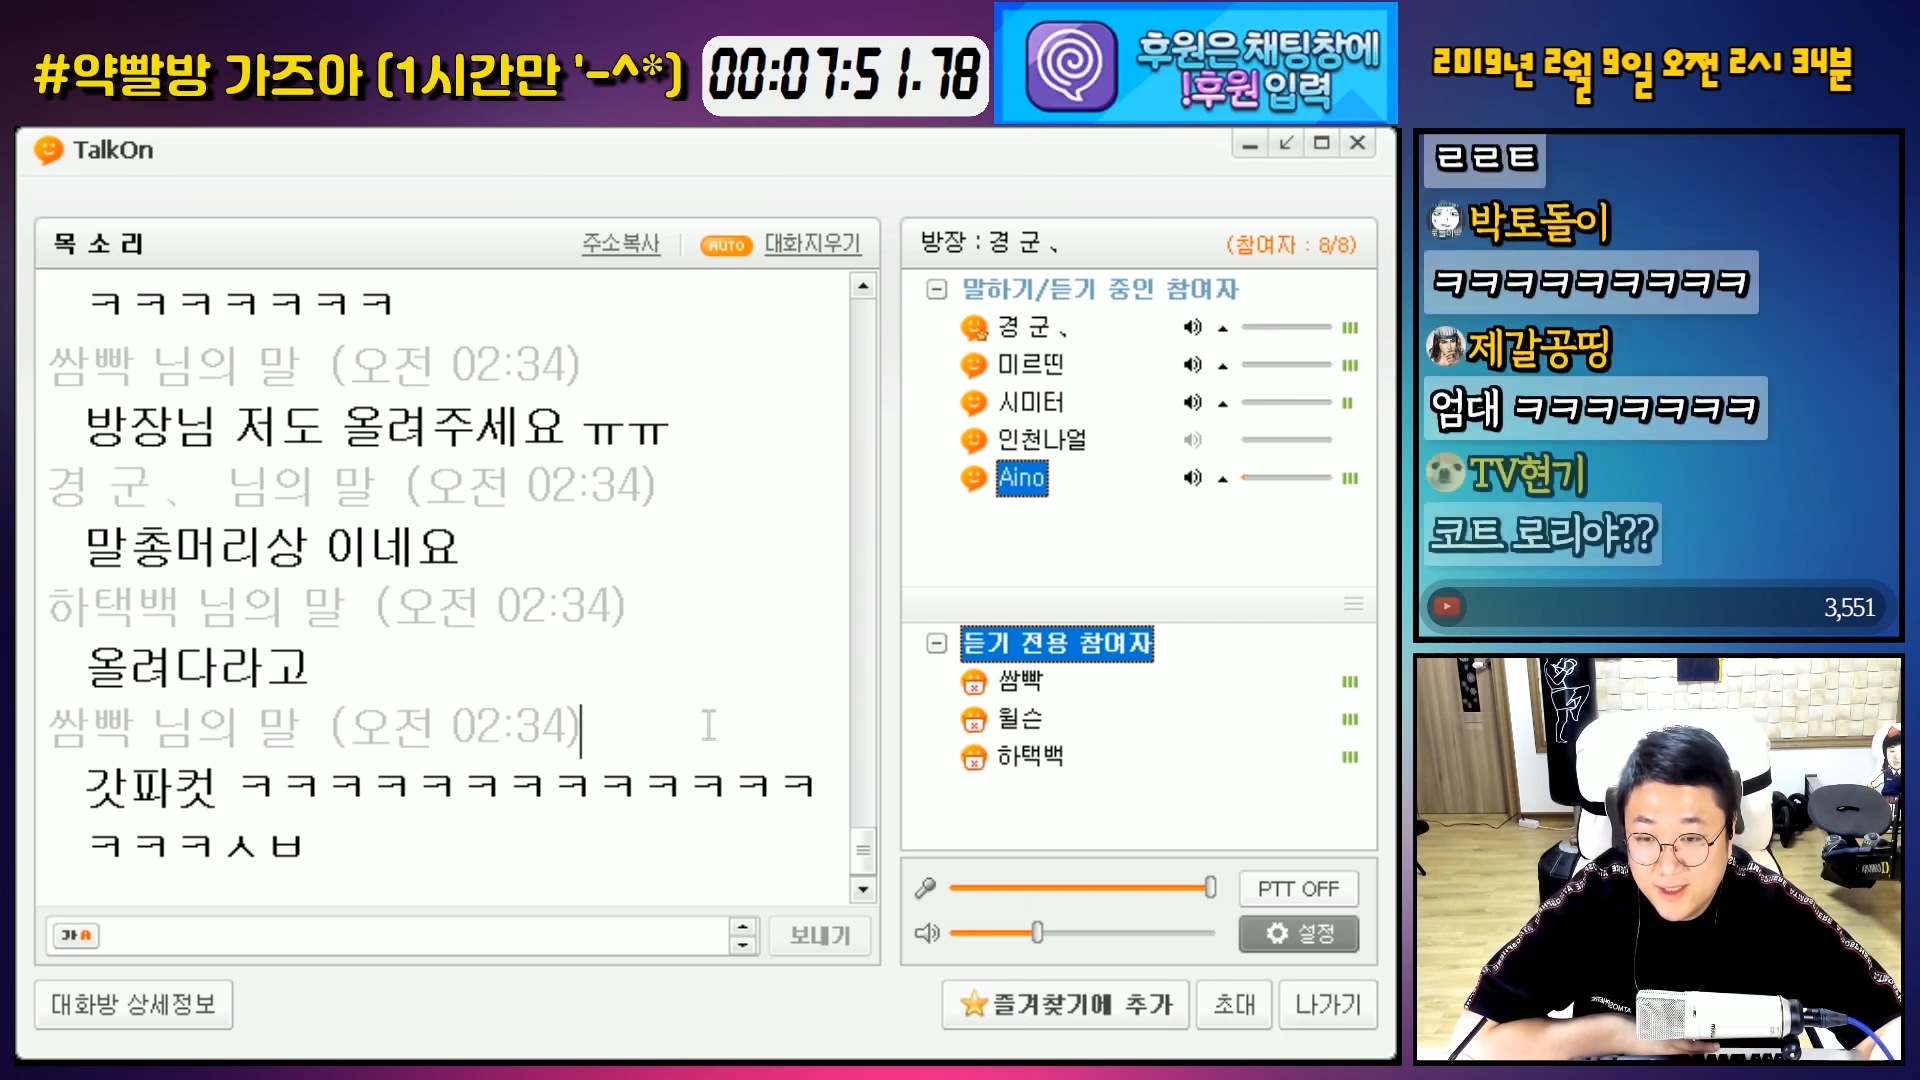 #약빨방 가즈아 (1시간만 '-^*)
00:07:51.78
후원은 채팅창에
!후원 입력
2019년 2월 9일 오전 2시 34분
TalkOn
목 소 리
주소복사
AUTO
대화지우기
ㅋㅋㅋㅋㅋㅋㅋ
쌈빡 님의 말 (오전 02:34)
방장님 저도 올려주세요 ㅠㅠ
경 군、 님의 말 (오전 02:34)
말총머리상 이네요
하택백 님의 말 (오전 02:34)
올려다라고
쌈빡 님의 말 (오전 02:34)
갓파컷 ㅋㅋㅋㅋㅋㅋㅋㅋㅋㅋㅋㅋㅋ
ㅋㅋㅋㅅㅂ
가A
보내기
대화방 상세정보
방장 : 경 군、
(참여자 : 8/8)
말하기/듣기 중인 참여자
경 군、
미르띤
시미터
인천나얼
Aino
듣기 전용 참여자
쌈빡
윌슨
하택백
PTT OFF
설정
즐겨찾기에 추가
초대
나가기
ㄹㄹㅌ
박토돌이
ㅋㅋㅋㅋㅋㅋㅋㅋㅋ
제갈공띵
엄대 ㅋㅋㅋㅋㅋㅋㅋ
TV현기
코트 로리야??
3,551